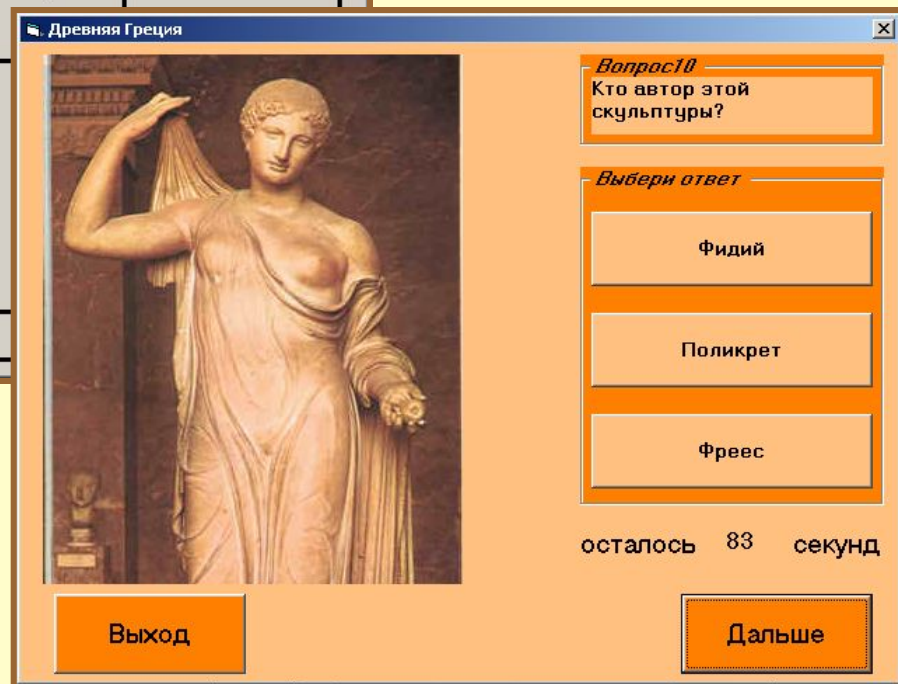 Древняя Греция
Вопрос10
Кто автор этой
скульптуры?
Выбери ответ
Фидий
Поликрет
Фреес
осталось 83 секунд
Выход
Дальше